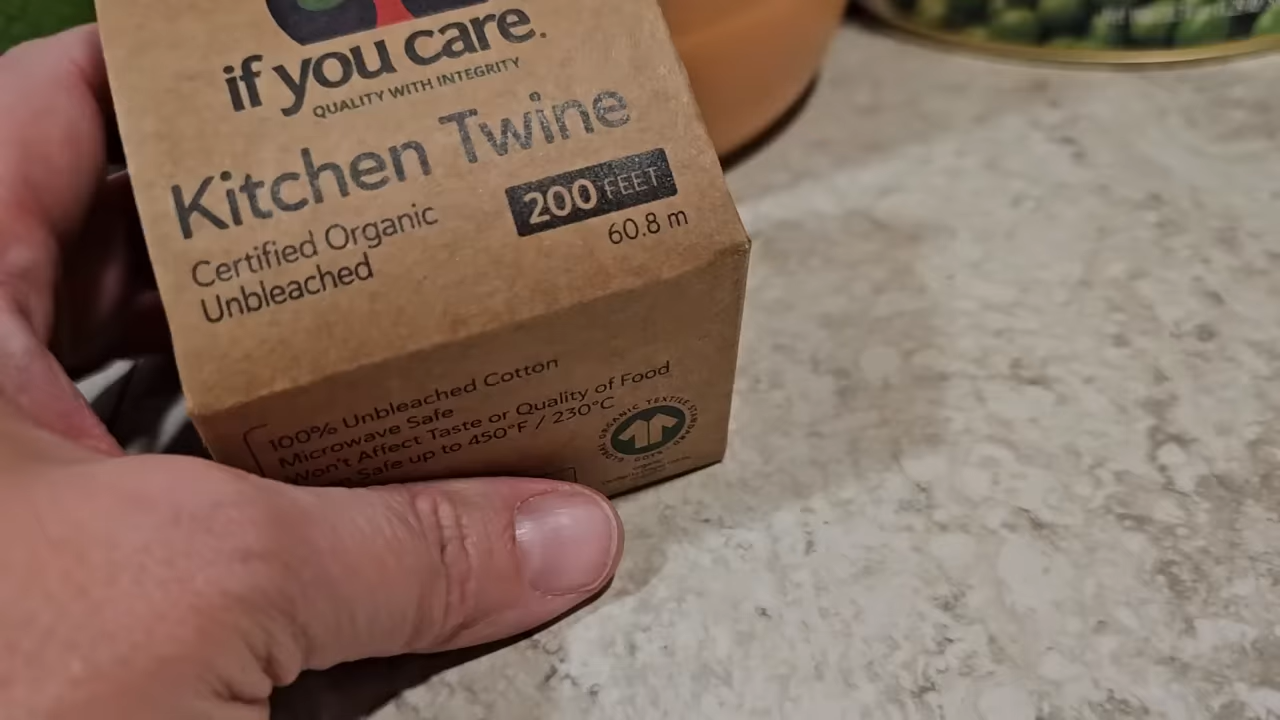 if you care.
QUALITY WITH INTEGRITY
Kitchen Twine
200 FEET
60.8 m
Certified Organic
Unbleached
100% Unbleached Cotton
Microwave Safe
Won't Affect Taste or Quality of Food
Safe up to 450°F / 230°C
GLOBAL ORGANIC TEXTILE STANDARD
GOTS